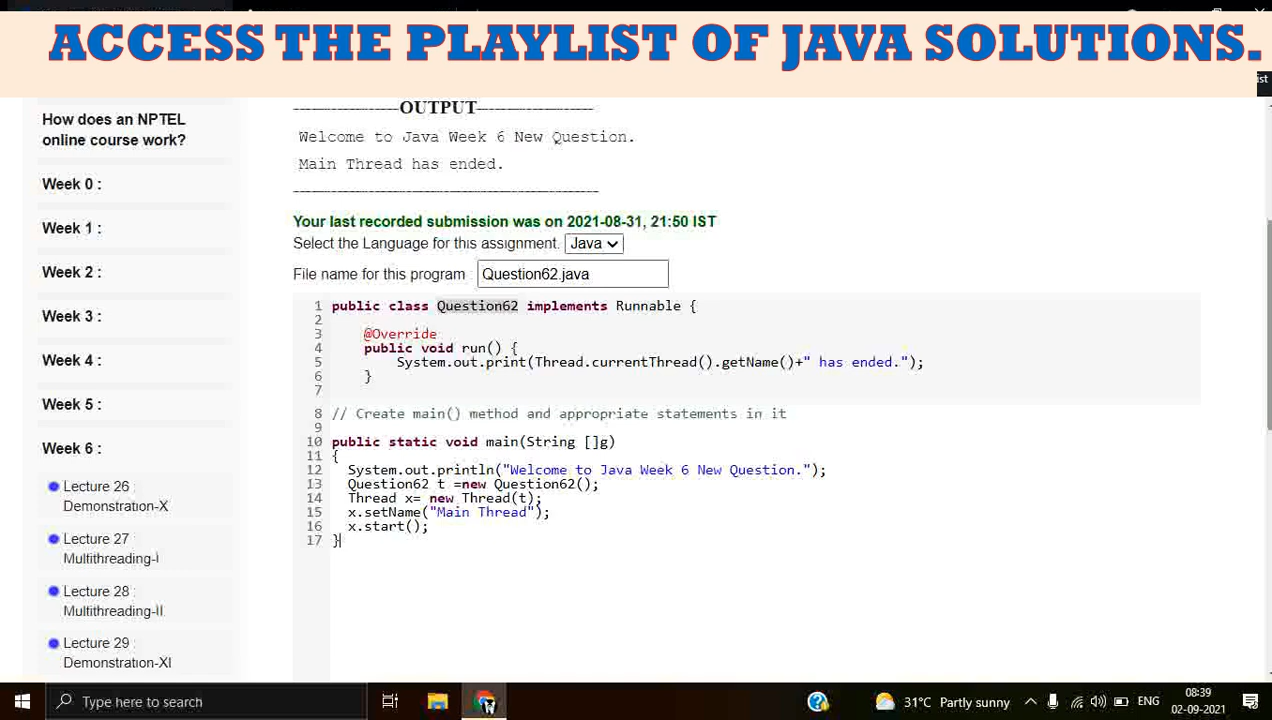 ACCESS THE PLAYLIST OF JAVA SOLUTIONS.
ist
How does an NPTEL
online course work?
Week 0 :
Week 1 :
Week 2 :
Week 3 :
Week 4 :
Week 5 :
Week 6 :
Lecture 26 :
Demonstration-X
Lecture 27 :
Multithreading-I
Lecture 28 :
Multithreading-II
Lecture 29 :
Demonstration-XI
-------------------OUTPUT---------------------
Welcome to Java Week 6 New Question.
Main Thread has ended.
-------------------------------------------------
Your last recorded submission was on 2021-08-31, 21:50 IST
Select the Language for this assignment. Java
File name for this program : Question62.java
1 public class Question62 implements Runnable {
2
3 @Override
4 public void run() {
5 System.out.print(Thread.currentThread().getName()+" has ended.");
6 }
7
8 // Create main() method and appropriate statements in it
9
10 public static void main(String []g)
11 {
12 System.out.println("Welcome to Java Week 6 New Question.");
13 Question62 t =new Question62();
14 Thread x= new Thread(t);
15 x.setName("Main Thread");
16 x.start();
17 }
Type here to search
31°C Partly sunny
ENG
08:39
02-09-2021